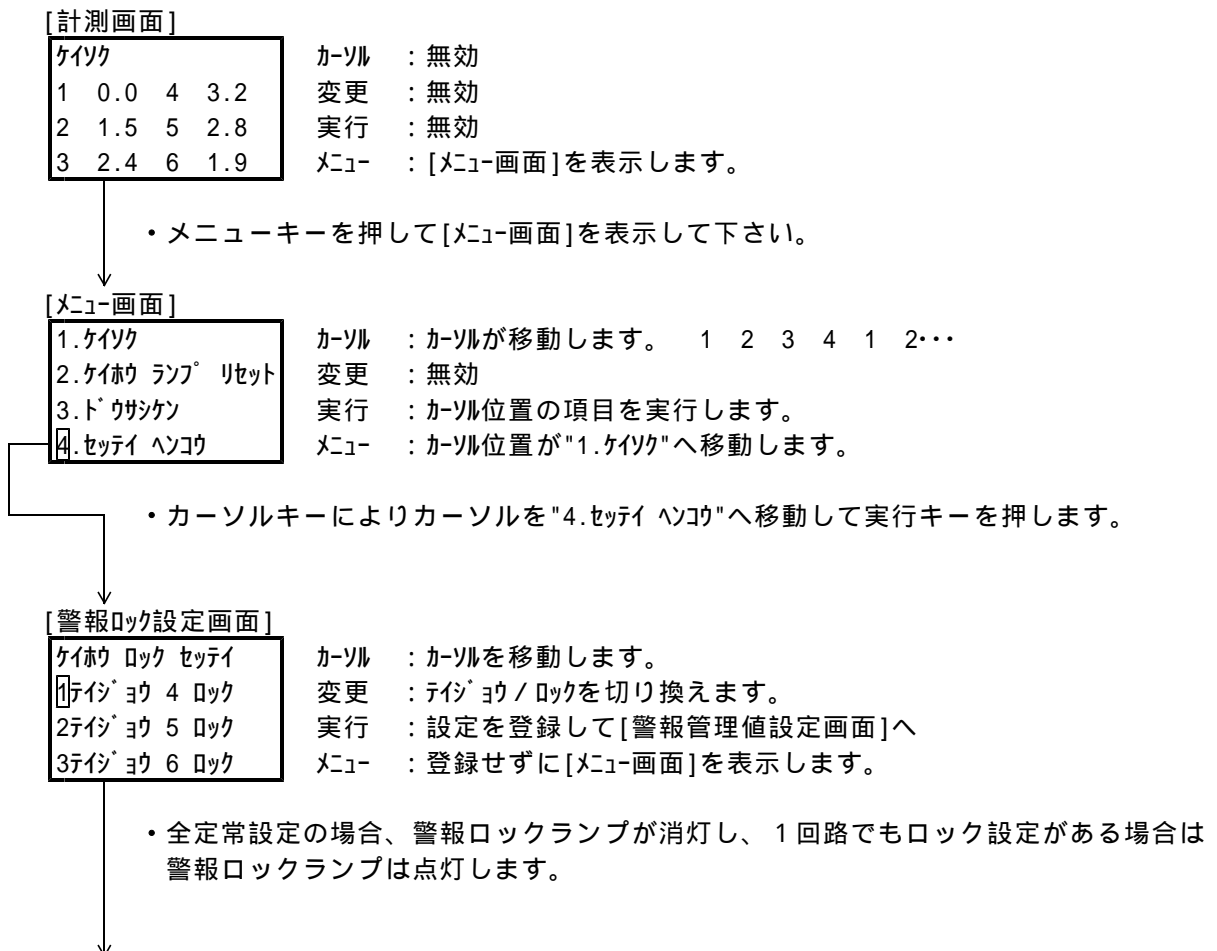 [計測画面]
ｹｲｿｸ ｶｰｿﾙ ：無効
1 0.0 4 3.2 変更 ：無効
2 1.5 5 2.8 実行 ：無効
3 2.4 6 1.9 ﾒﾆｭｰ ：[ﾒﾆｭｰ画面]を表示します。
・メニューキーを押して[ﾒﾆｭｰ画面]を表示して下さい。
[ﾒﾆｭｰ画面]
1.ｹｲｿｸ ｶｰｿﾙ ：ｶｰｿﾙが移動します。 1 2 3 4 1 2･･･
2.ｹｲﾎｳ ﾗﾝﾌﾟ ﾘｾｯﾄ 変更 ：無効
3.ﾄﾞｳｻｼｹﾝ 実行 ：ｶｰｿﾙ位置の項目を実行します。
4.ｾｯﾃｲ ﾍﾝｺｳ ﾒﾆｭｰ ：ｶｰｿﾙ位置が"1.ｹｲｿｸ"へ移動します。
・カーソルキーによりカーソルを"4.ｾｯﾃｲ ﾍﾝｺｳ"へ移動して実行キーを押します。
[警報ﾛｯｸ設定画面]
ｹｲﾎｳ ﾛｯｸ ｾｯﾃｲ ｶｰｿﾙ ：ｶｰｿﾙを移動します。
1ﾃｲｼﾞｮｳ 4 ﾛｯｸ 変更 ：ﾃｲｼﾞｮｳ／ﾛｯｸを切り換えます。
2ﾃｲｼﾞｮｳ 5 ﾛｯｸ 実行 ：設定を登録して[警報管理値設定画面]へ
3ﾃｲｼﾞｮｳ 6 ﾛｯｸ ﾒﾆｭｰ ：登録せずに[ﾒﾆｭｰ画面]を表示します。
・全定常設定の場合、警報ロックランプが消灯し、１回路でもロック設定がある場合は
警報ロックランプは点灯します。